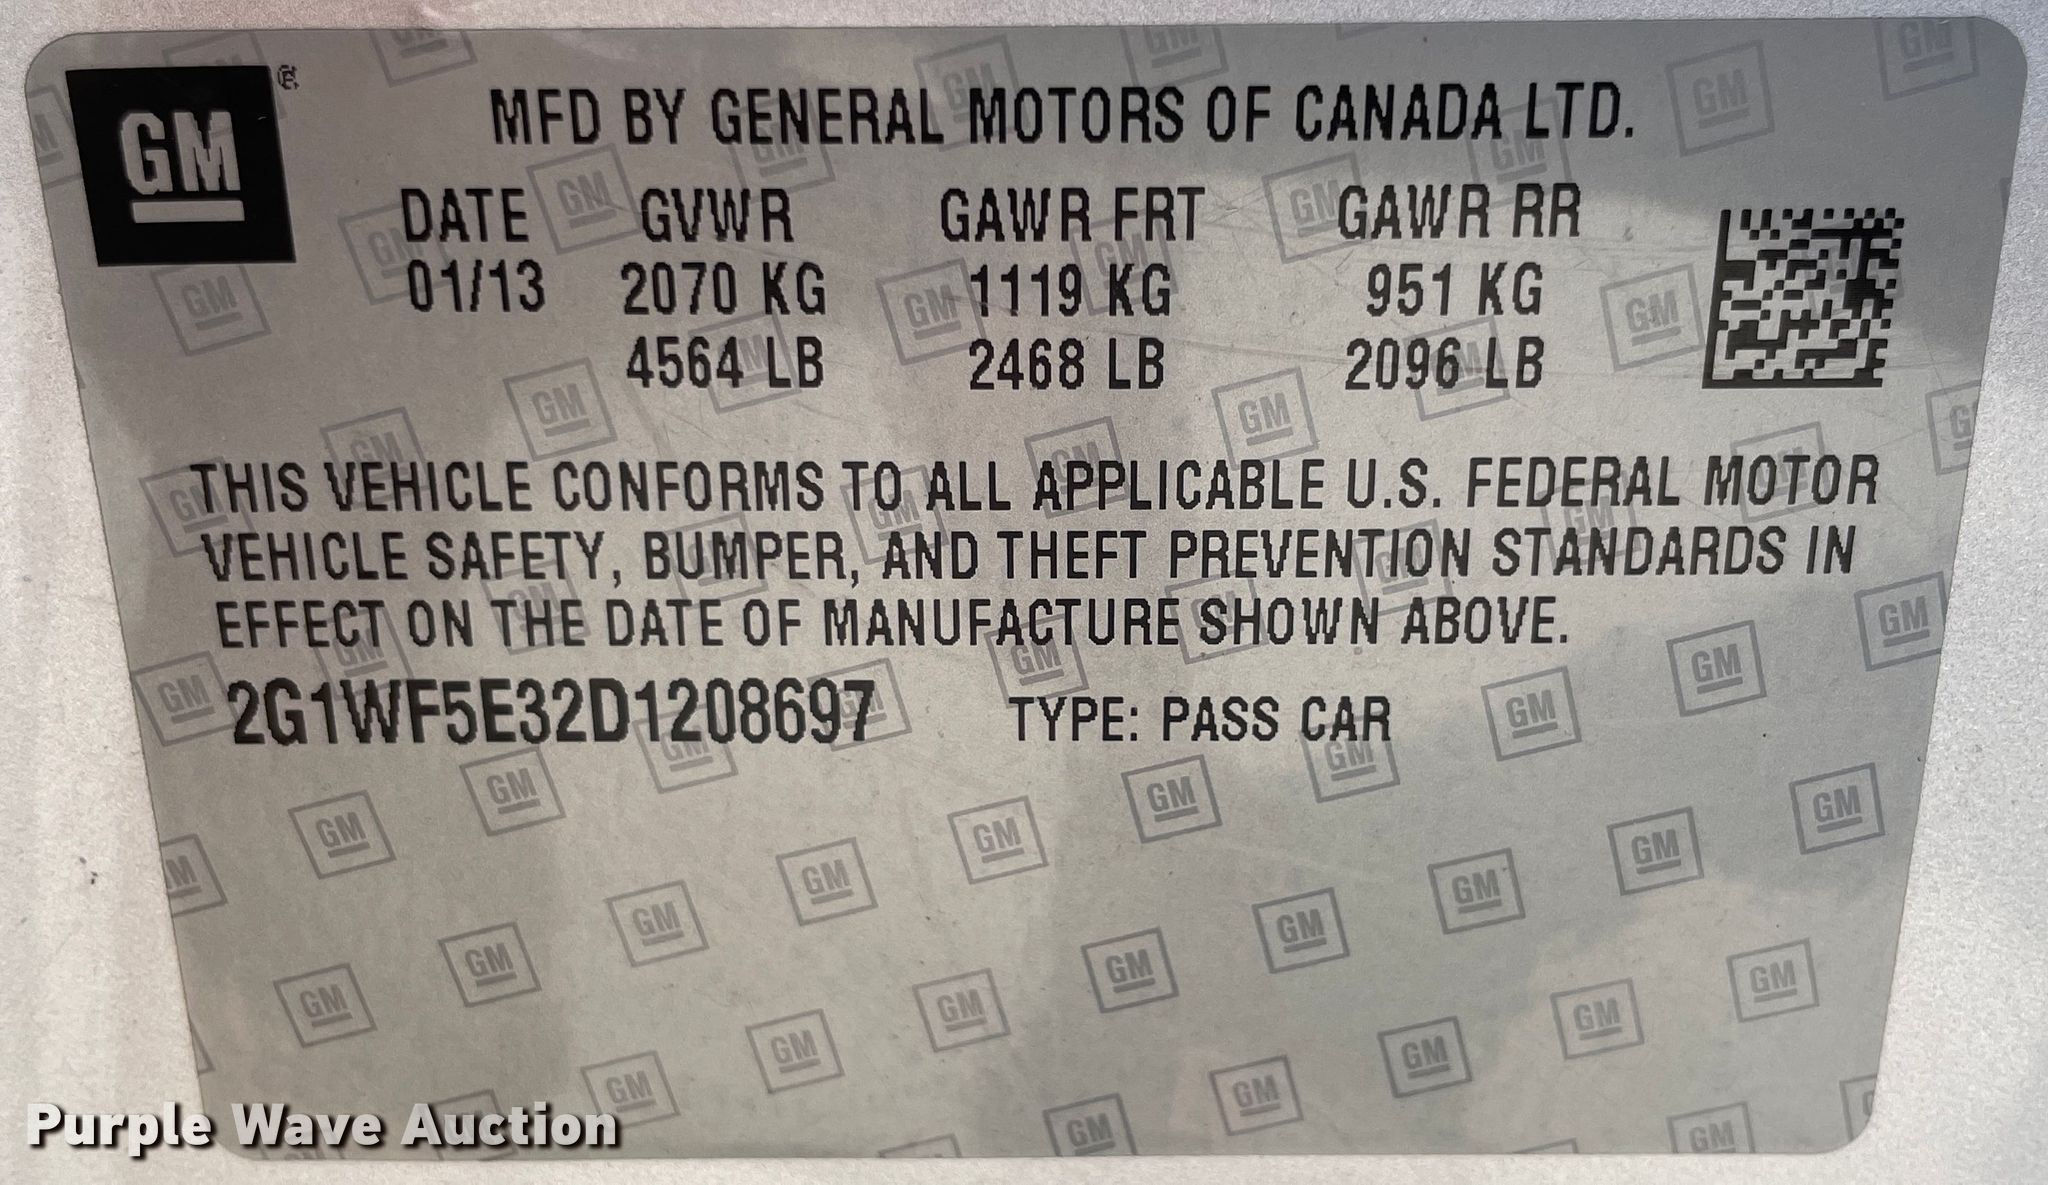 GM ®
MFD BY GENERAL MOTORS OF CANADA LTD.
DATE GVWR GAWR FRT GAWR RR
01/13 2070 KG 1119 KG 951 KG
4564 LB 2468 LB 2096 LB
THIS VEHICLE CONFORMS TO ALL APPLICABLE U.S. FEDERAL MOTOR
VEHICLE SAFETY, BUMPER, AND THEFT PREVENTION STANDARDS IN
EFFECT ON THE DATE OF MANUFACTURE SHOWN ABOVE.
2G1WF5E32D1208697 TYPE: PASS CAR
Purple Wave Auction